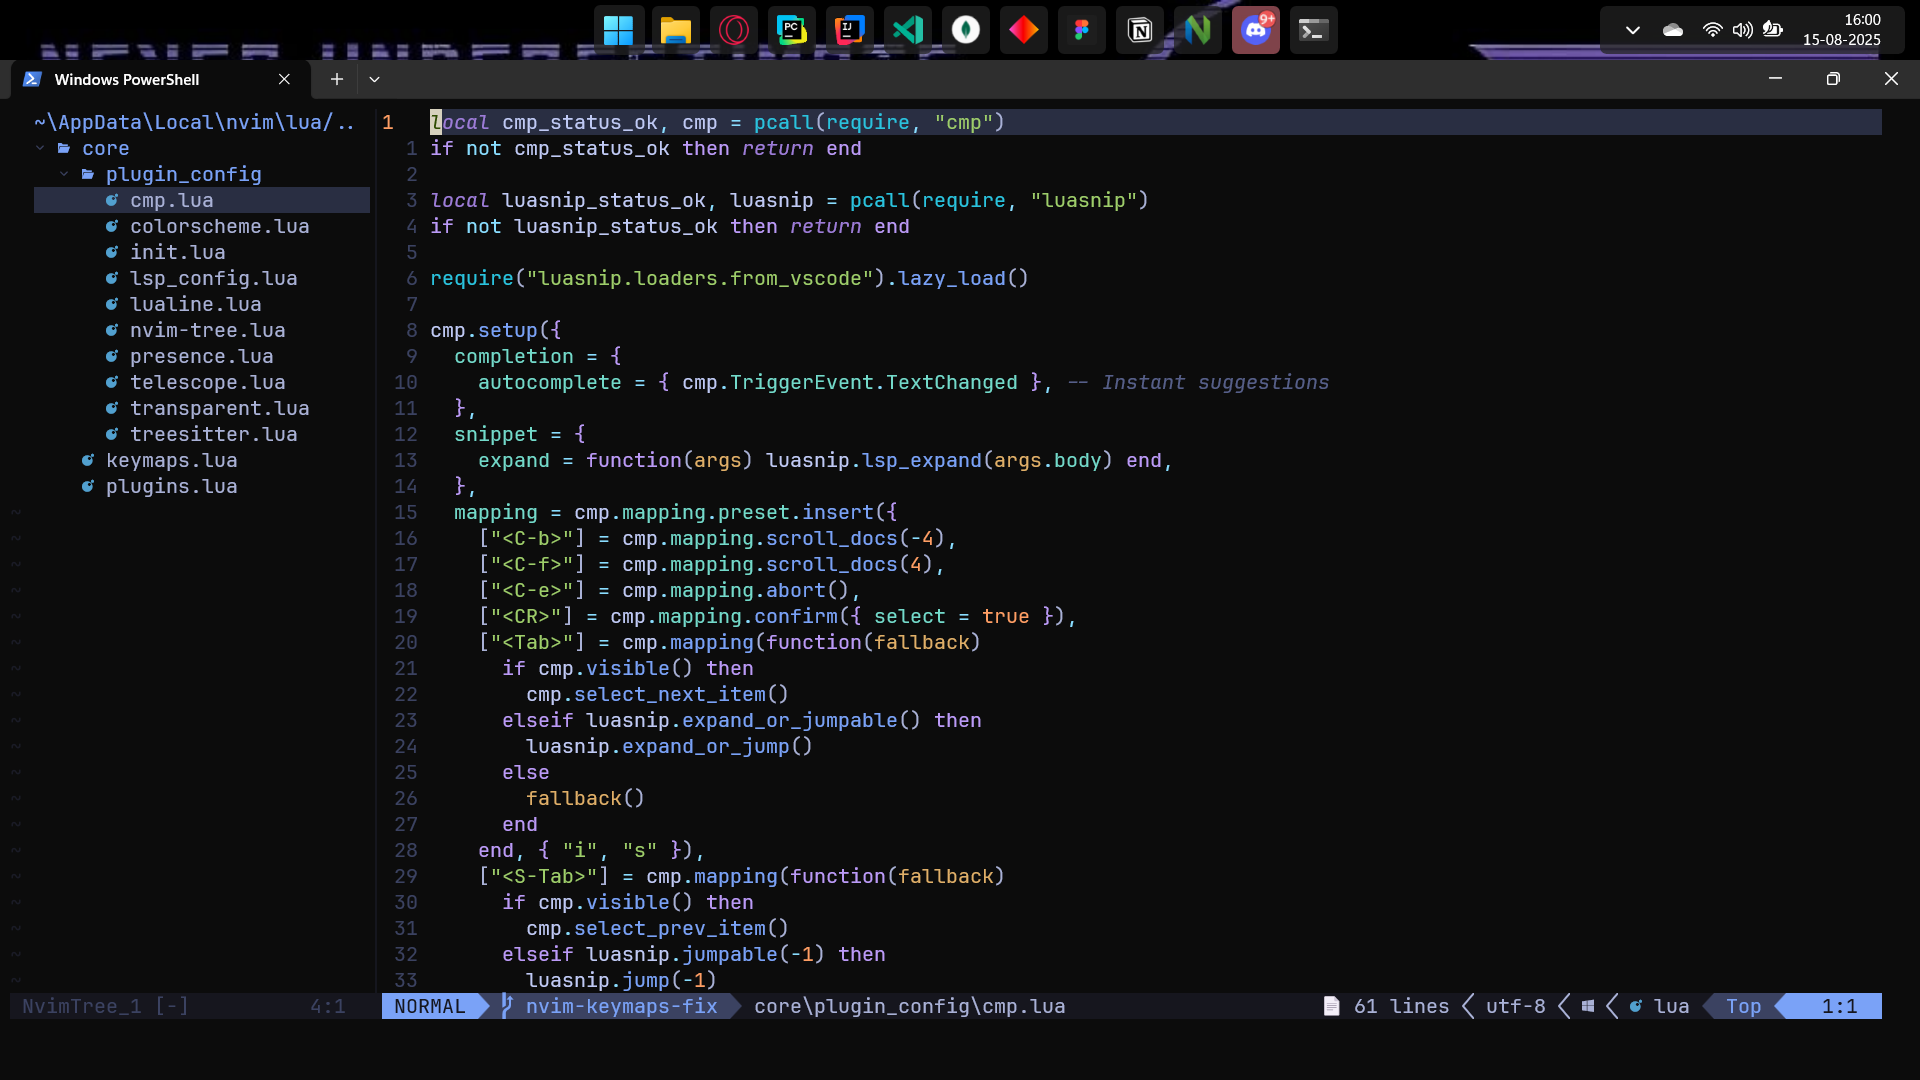 16:00
15-08-2025
9+
Windows PowerShell
~\AppData\Local\nvim\lua/..
core
plugin_config
cmp.lua
colorscheme.lua
init.lua
lsp_config.lua
lualine.lua
nvim-tree.lua
presence.lua
telescope.lua
transparent.lua
treesitter.lua
keymaps.lua
plugins.lua
1 local cmp_status_ok, cmp = pcall(require, "cmp")
1 if not cmp_status_ok then return end
2
3 local luasnip_status_ok, luasnip = pcall(require, "luasnip")
4 if not luasnip_status_ok then return end
5
6 require("luasnip.loaders.from_vscode").lazy_load()
7
8 cmp.setup({
9   completion = {
10     autocomplete = { cmp.TriggerEvent.TextChanged }, -- Instant suggestions
11   },
12   snippet = {
13     expand = function(args) luasnip.lsp_expand(args.body) end,
14   },
15   mapping = cmp.mapping.preset.insert({
16     ["<C-b>"] = cmp.mapping.scroll_docs(-4),
17     ["<C-f>"] = cmp.mapping.scroll_docs(4),
18     ["<C-e>"] = cmp.mapping.abort(),
19     ["<CR>"] = cmp.mapping.confirm({ select = true }),
20     ["<Tab>"] = cmp.mapping(function(fallback)
21       if cmp.visible() then
22         cmp.select_next_item()
23       elseif luasnip.expand_or_jumpable() then
24         luasnip.expand_or_jump()
25       else
26         fallback()
27       end
28     end, { "i", "s" }),
29     ["<S-Tab>"] = cmp.mapping(function(fallback)
30       if cmp.visible() then
31         cmp.select_prev_item()
32       elseif luasnip.jumpable(-1) then
33         luasnip.jump(-1)
NvimTree_1 [-] 4:1 NORMAL nvim-keymaps-fix core\plugin_config\cmp.lua 61 lines utf-8 lua Top 1:1